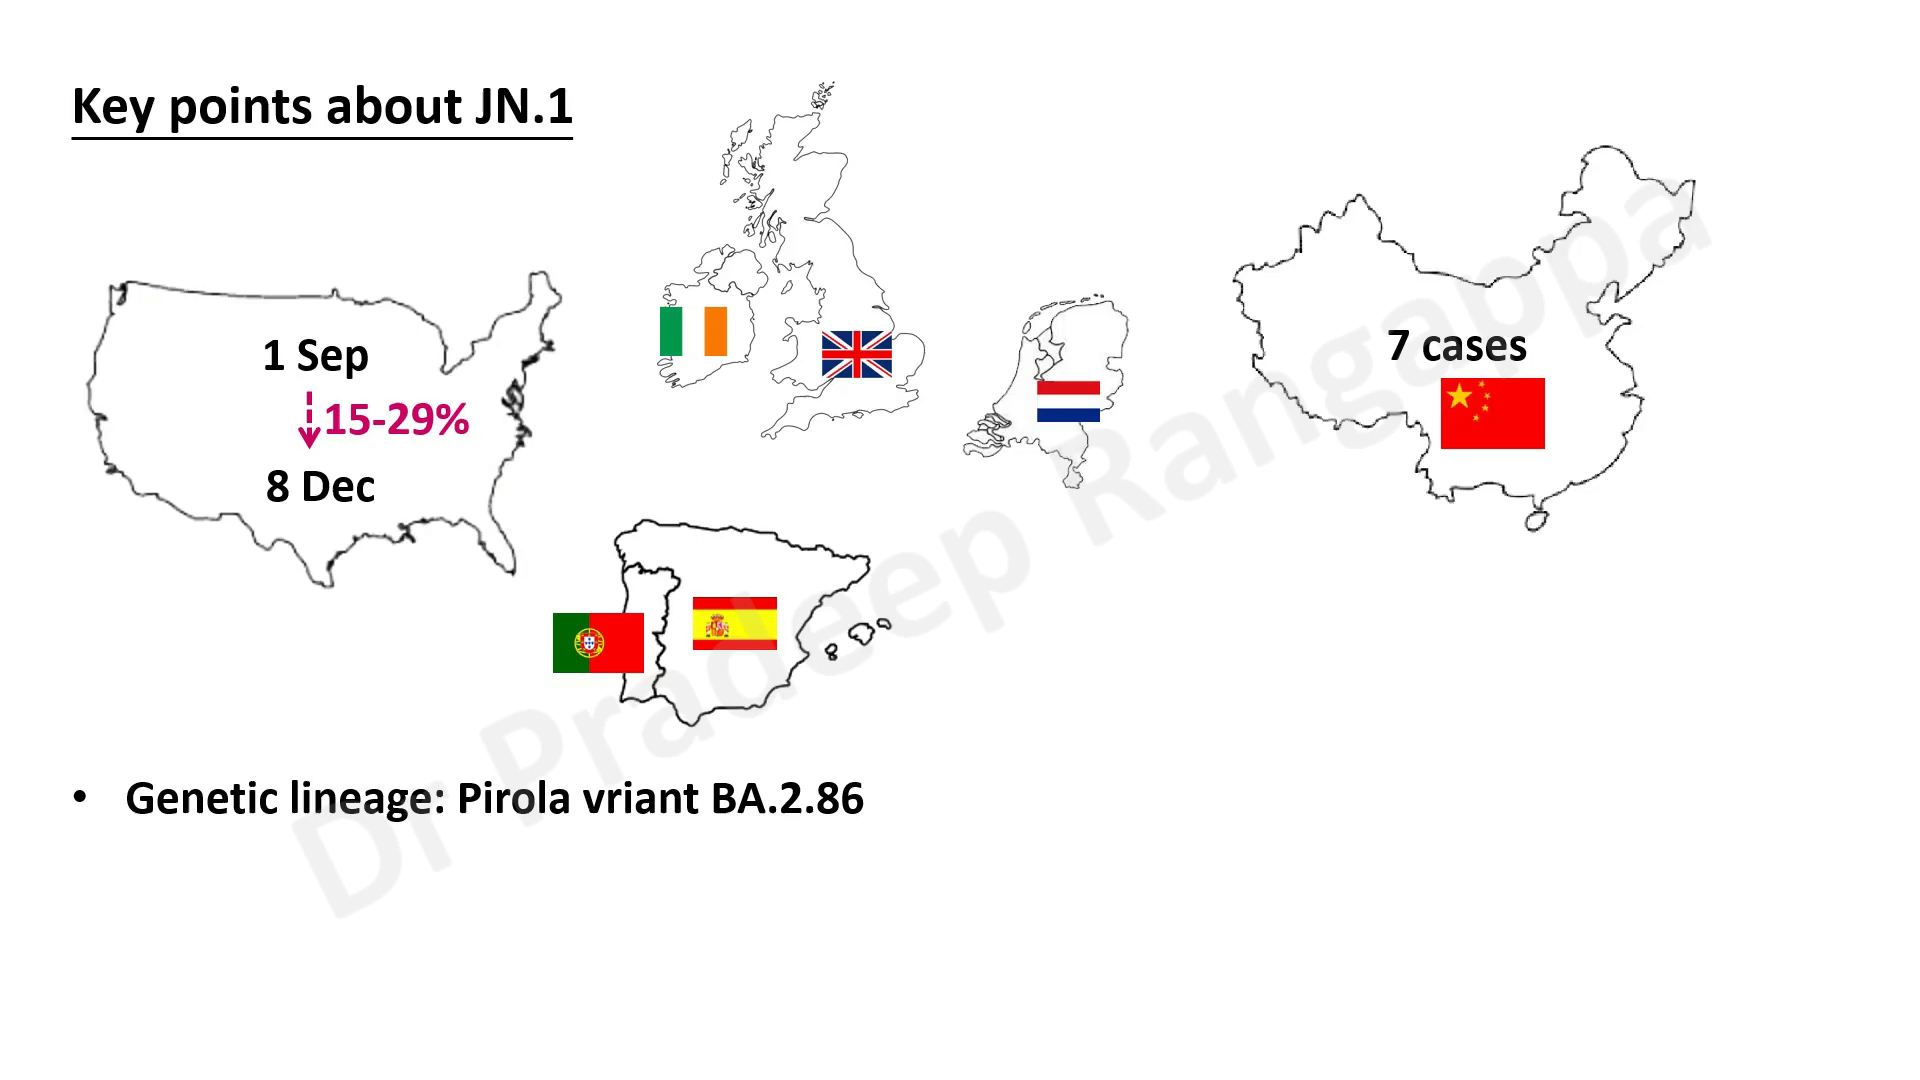 Key points about JN.1
1 Sep
15-29%
8 Dec
7 cases
• Genetic lineage: Pirola vriant BA.2.86
Dr Pradeep Rangappa